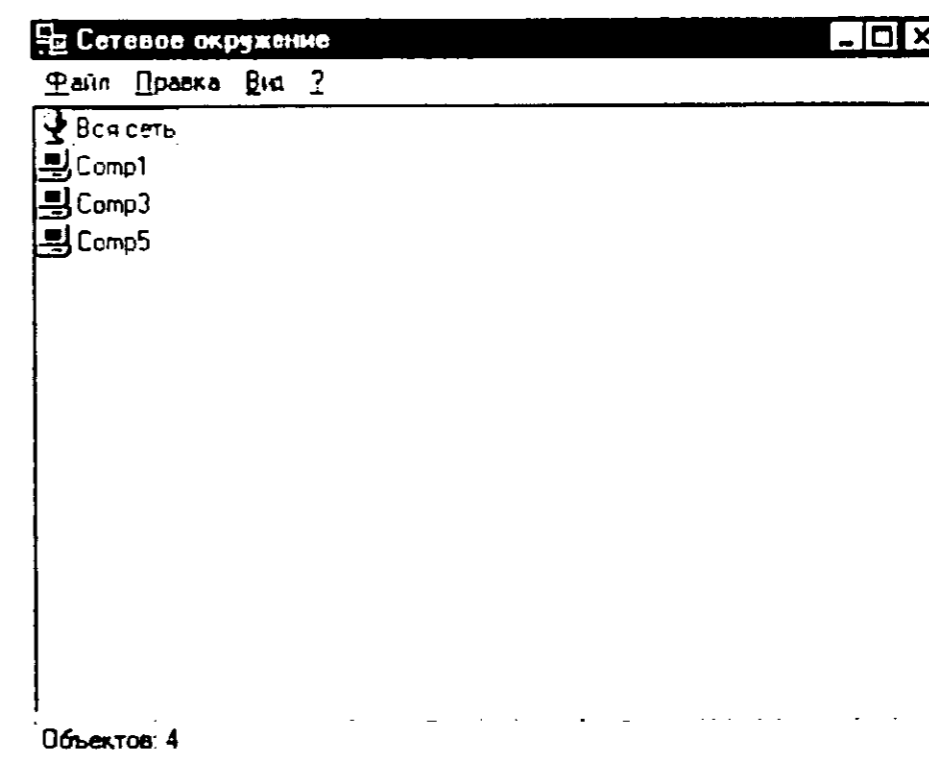 Сетевое окружение
Файл Правка Вид ?
Вся сеть
Comp1
Comp3
Comp5
Объектов: 4